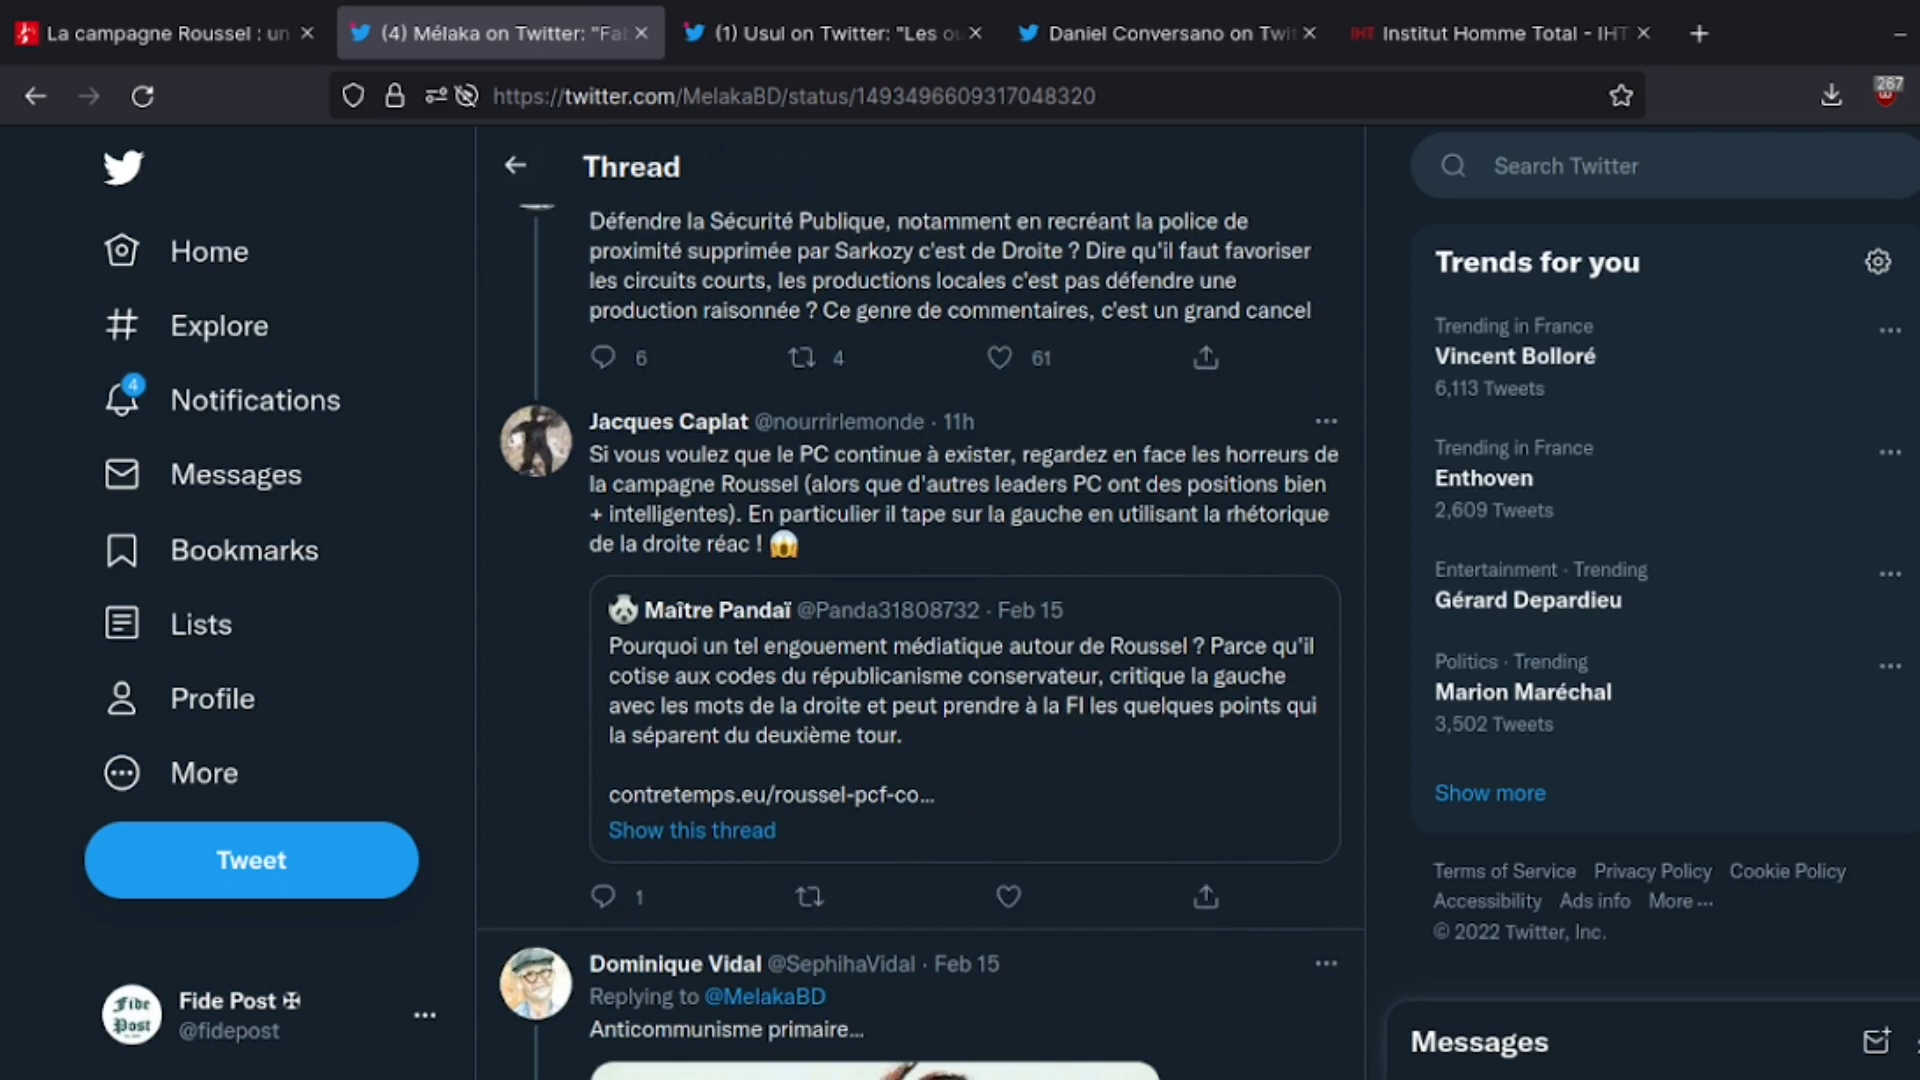 La campagne Roussel : un
(4) Mélaka on Twitter: "Fab
(1) Usul on Twitter: "Les ou
Daniel Conversano on Twit
IHT Institut Homme Total - IHT
https://twitter.com/MelakaBD/status/1493496609317048320
267
Home
Explore
4
Notifications
Messages
Bookmarks
Lists
Profile
More
Tweet
Fide Post
Fide Post ✠
@fidepost
Thread
Défendre la Sécurité Publique, notamment en recréant la police de
proximité supprimée par Sarkozy c'est de Droite ? Dire qu'il faut favoriser
les circuits courts, les productions locales c'est pas défendre une
production raisonnée ? Ce genre de commentaires, c'est un grand cancel
6 4 61
Jacques Caplat @nourrirlemonde · 11h
Si vous voulez que le PC continue à exister, regardez en face les horreurs de
la campagne Roussel (alors que d'autres leaders PC ont des positions bien
+ intelligentes). En particulier il tape sur la gauche en utilisant la rhétorique
de la droite réac ! 😱
Maître Pandaï @Panda31808732 · Feb 15
Pourquoi un tel engouement médiatique autour de Roussel ? Parce qu'il
cotise aux codes du républicanisme conservateur, critique la gauche
avec les mots de la droite et peut prendre à la FI les quelques points qui
la séparent du deuxième tour.
contretemps.eu/roussel-pcf-co...
Show this thread
1
Dominique Vidal @SephihaVidal · Feb 15
Replying to @MelakaBD
Anticommunisme primaire...
Search Twitter
Trends for you
Trending in France
Vincent Bolloré
6,113 Tweets
Trending in France
Enthoven
2,609 Tweets
Entertainment · Trending
Gérard Depardieu
Politics · Trending
Marion Maréchal
3,502 Tweets
Show more
Terms of Service Privacy Policy Cookie Policy
Accessibility Ads info More ...
© 2022 Twitter, Inc.
Messages